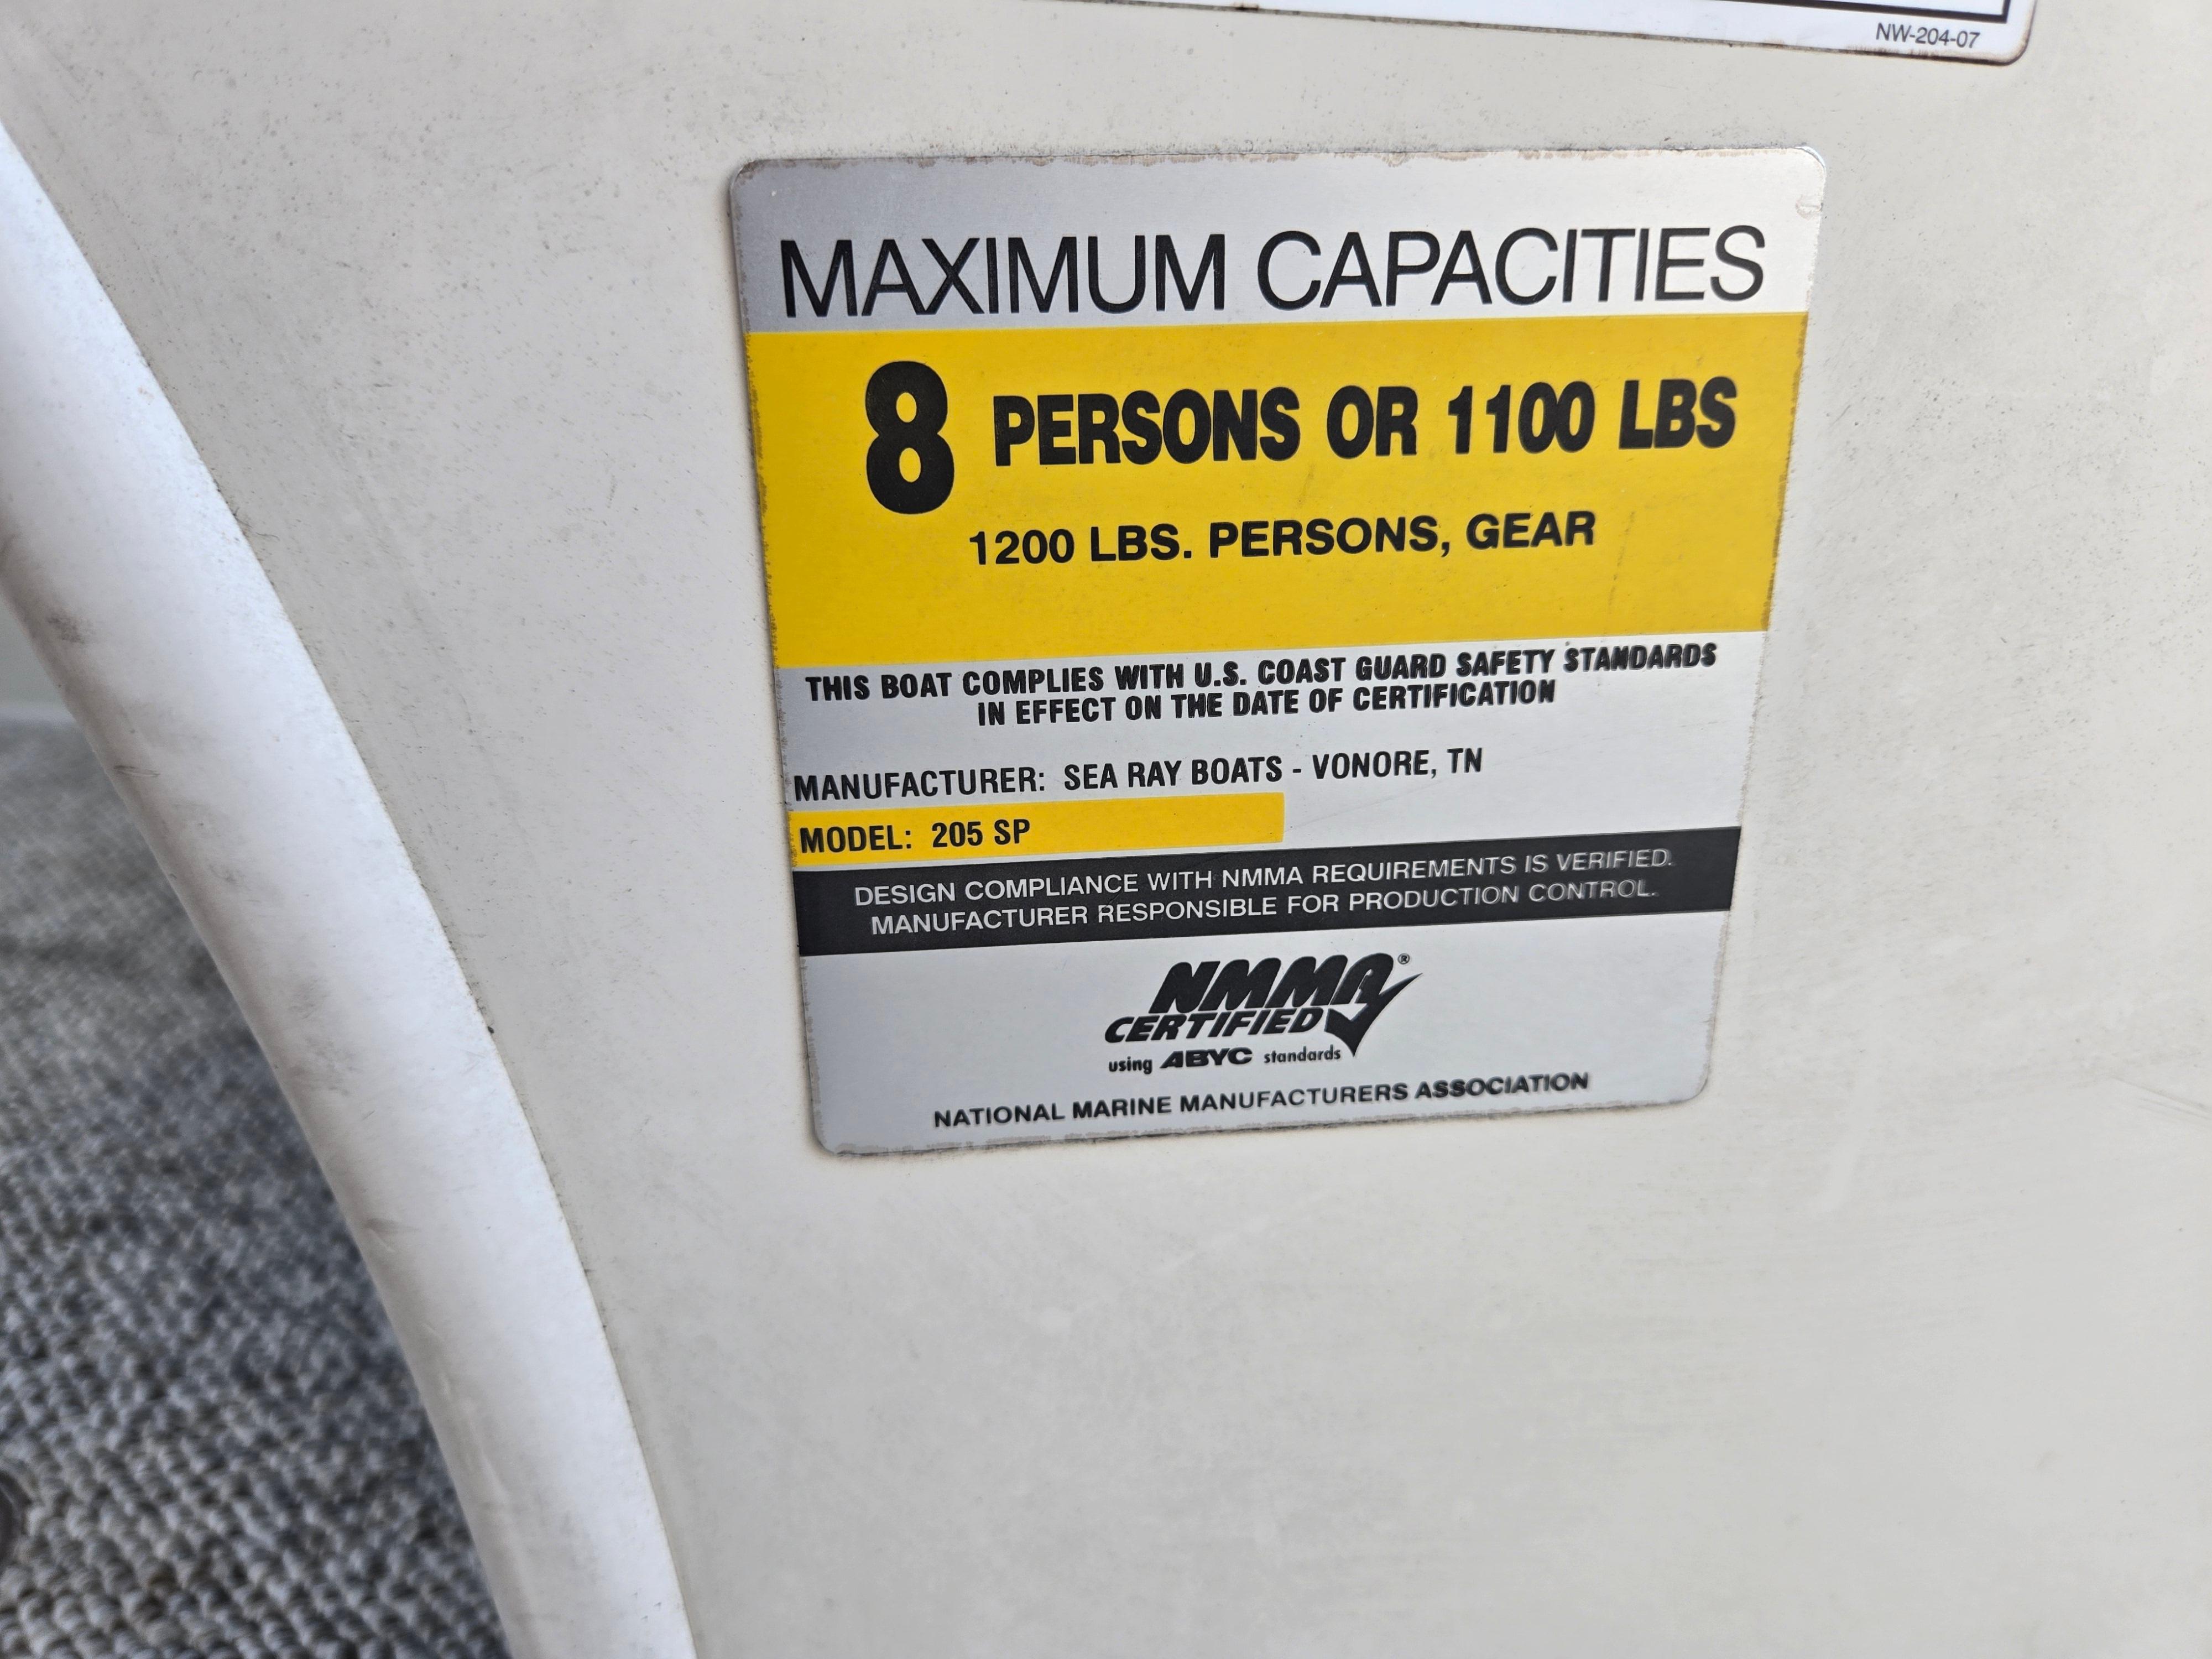 NW-204-07
MAXIMUM CAPACITIES
8 PERSONS OR 1100 LBS
1200 LBS. PERSONS, GEAR
THIS BOAT COMPLIES WITH U.S. COAST GUARD SAFETY STANDARDS
IN EFFECT ON THE DATE OF CERTIFICATION
MANUFACTURER: SEA RAY BOATS - VONORE, TN
MODEL: 205 SP
DESIGN COMPLIANCE WITH NMMA REQUIREMENTS IS VERIFIED.
MANUFACTURER RESPONSIBLE FOR PRODUCTION CONTROL.
NMMA®
CERTIFIED
using ABYC standards
NATIONAL MARINE MANUFACTURERS ASSOCIATION